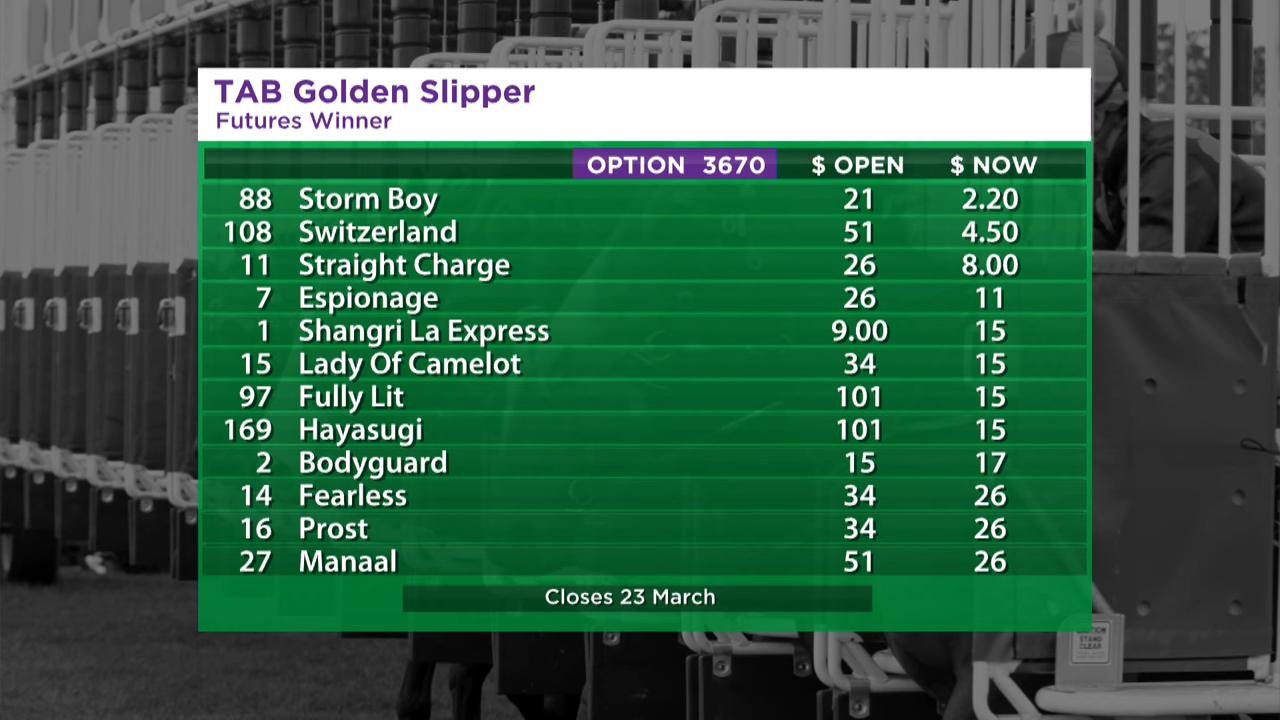 TAB Golden Slipper
Futures Winner
OPTION 3670 $ OPEN $ NOW
88 Storm Boy 21 2.20
108 Switzerland 51 4.50
11 Straight Charge 26 8.00
7 Espionage 26 11
1 Shangri La Express 9.00 15
15 Lady Of Camelot 34 15
97 Fully Lit 101 15
169 Hayasugi 101 15
2 Bodyguard 15 17
14 Fearless 34 26
16 Prost 34 26
27 Manaal 51 26
Closes 23 March
CAUTION
STAND
CLEAR